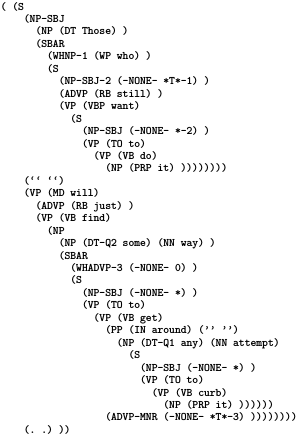 ( (S
(NP-SBJ
(NP (DT Those) )
(SBAR
(WHNP-1 (WP who) )
(S
(NP-SBJ-2 (-NONE- *T*-1) )
(ADVP (RB still) )
(VP (VBP want)
(S
(NP-SBJ (-NONE- *-2) )
(VP (TO to)
(VP (VB do)
(NP (PRP it) ))))))))
(`` ``)
(VP (MD will)
(ADVP (RB just) )
(VP (VB find)
(NP
(NP (DT-Q2 some) (NN way) )
(SBAR
(WHADVP-3 (-NONE- 0) )
(S
(NP-SBJ (-NONE- *) )
(VP (TO to)
(VP (VB get)
(PP (IN around) ('' '')
(NP (DT-Q1 any) (NN attempt)
(S
(NP-SBJ (-NONE- *) )
(VP (TO to)
(VP (VB curb)
(NP (PRP it) ))))))
(ADVP-MNR (-NONE- *T*-3) ))))))))
(. .) ))